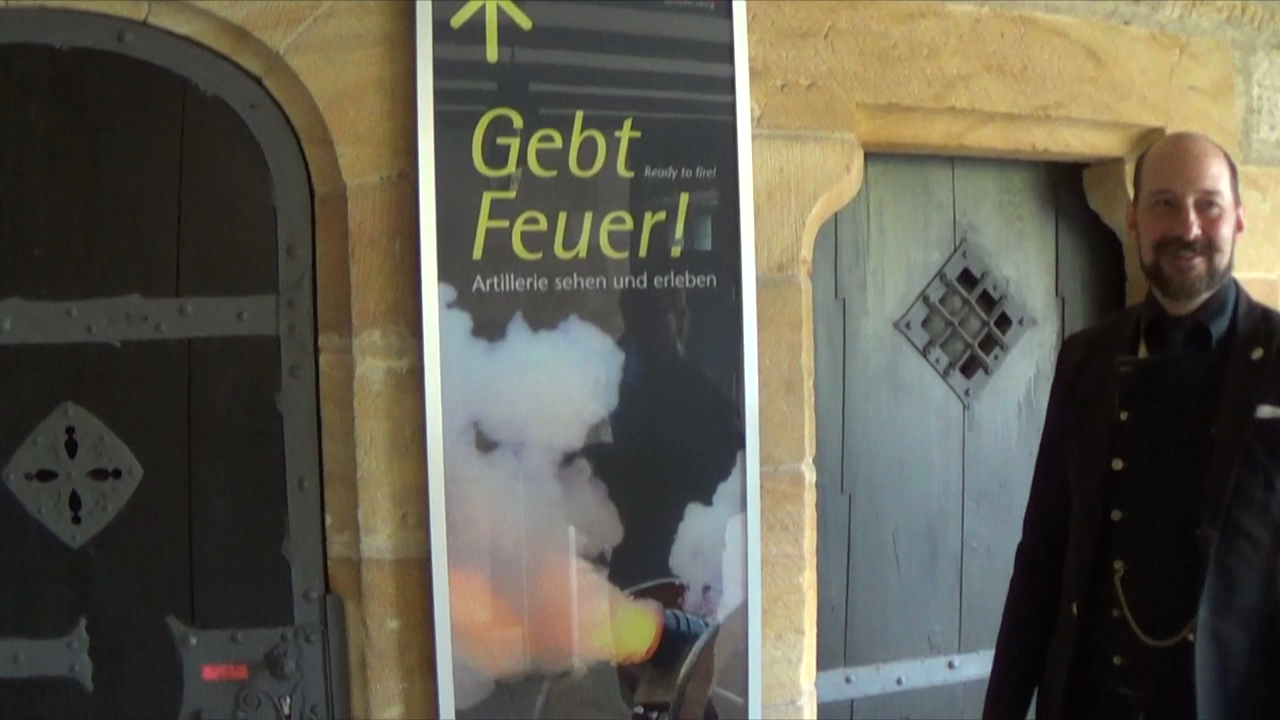 Gebt
Ready to fire!
Feuer!
Artillerie sehen und erleben